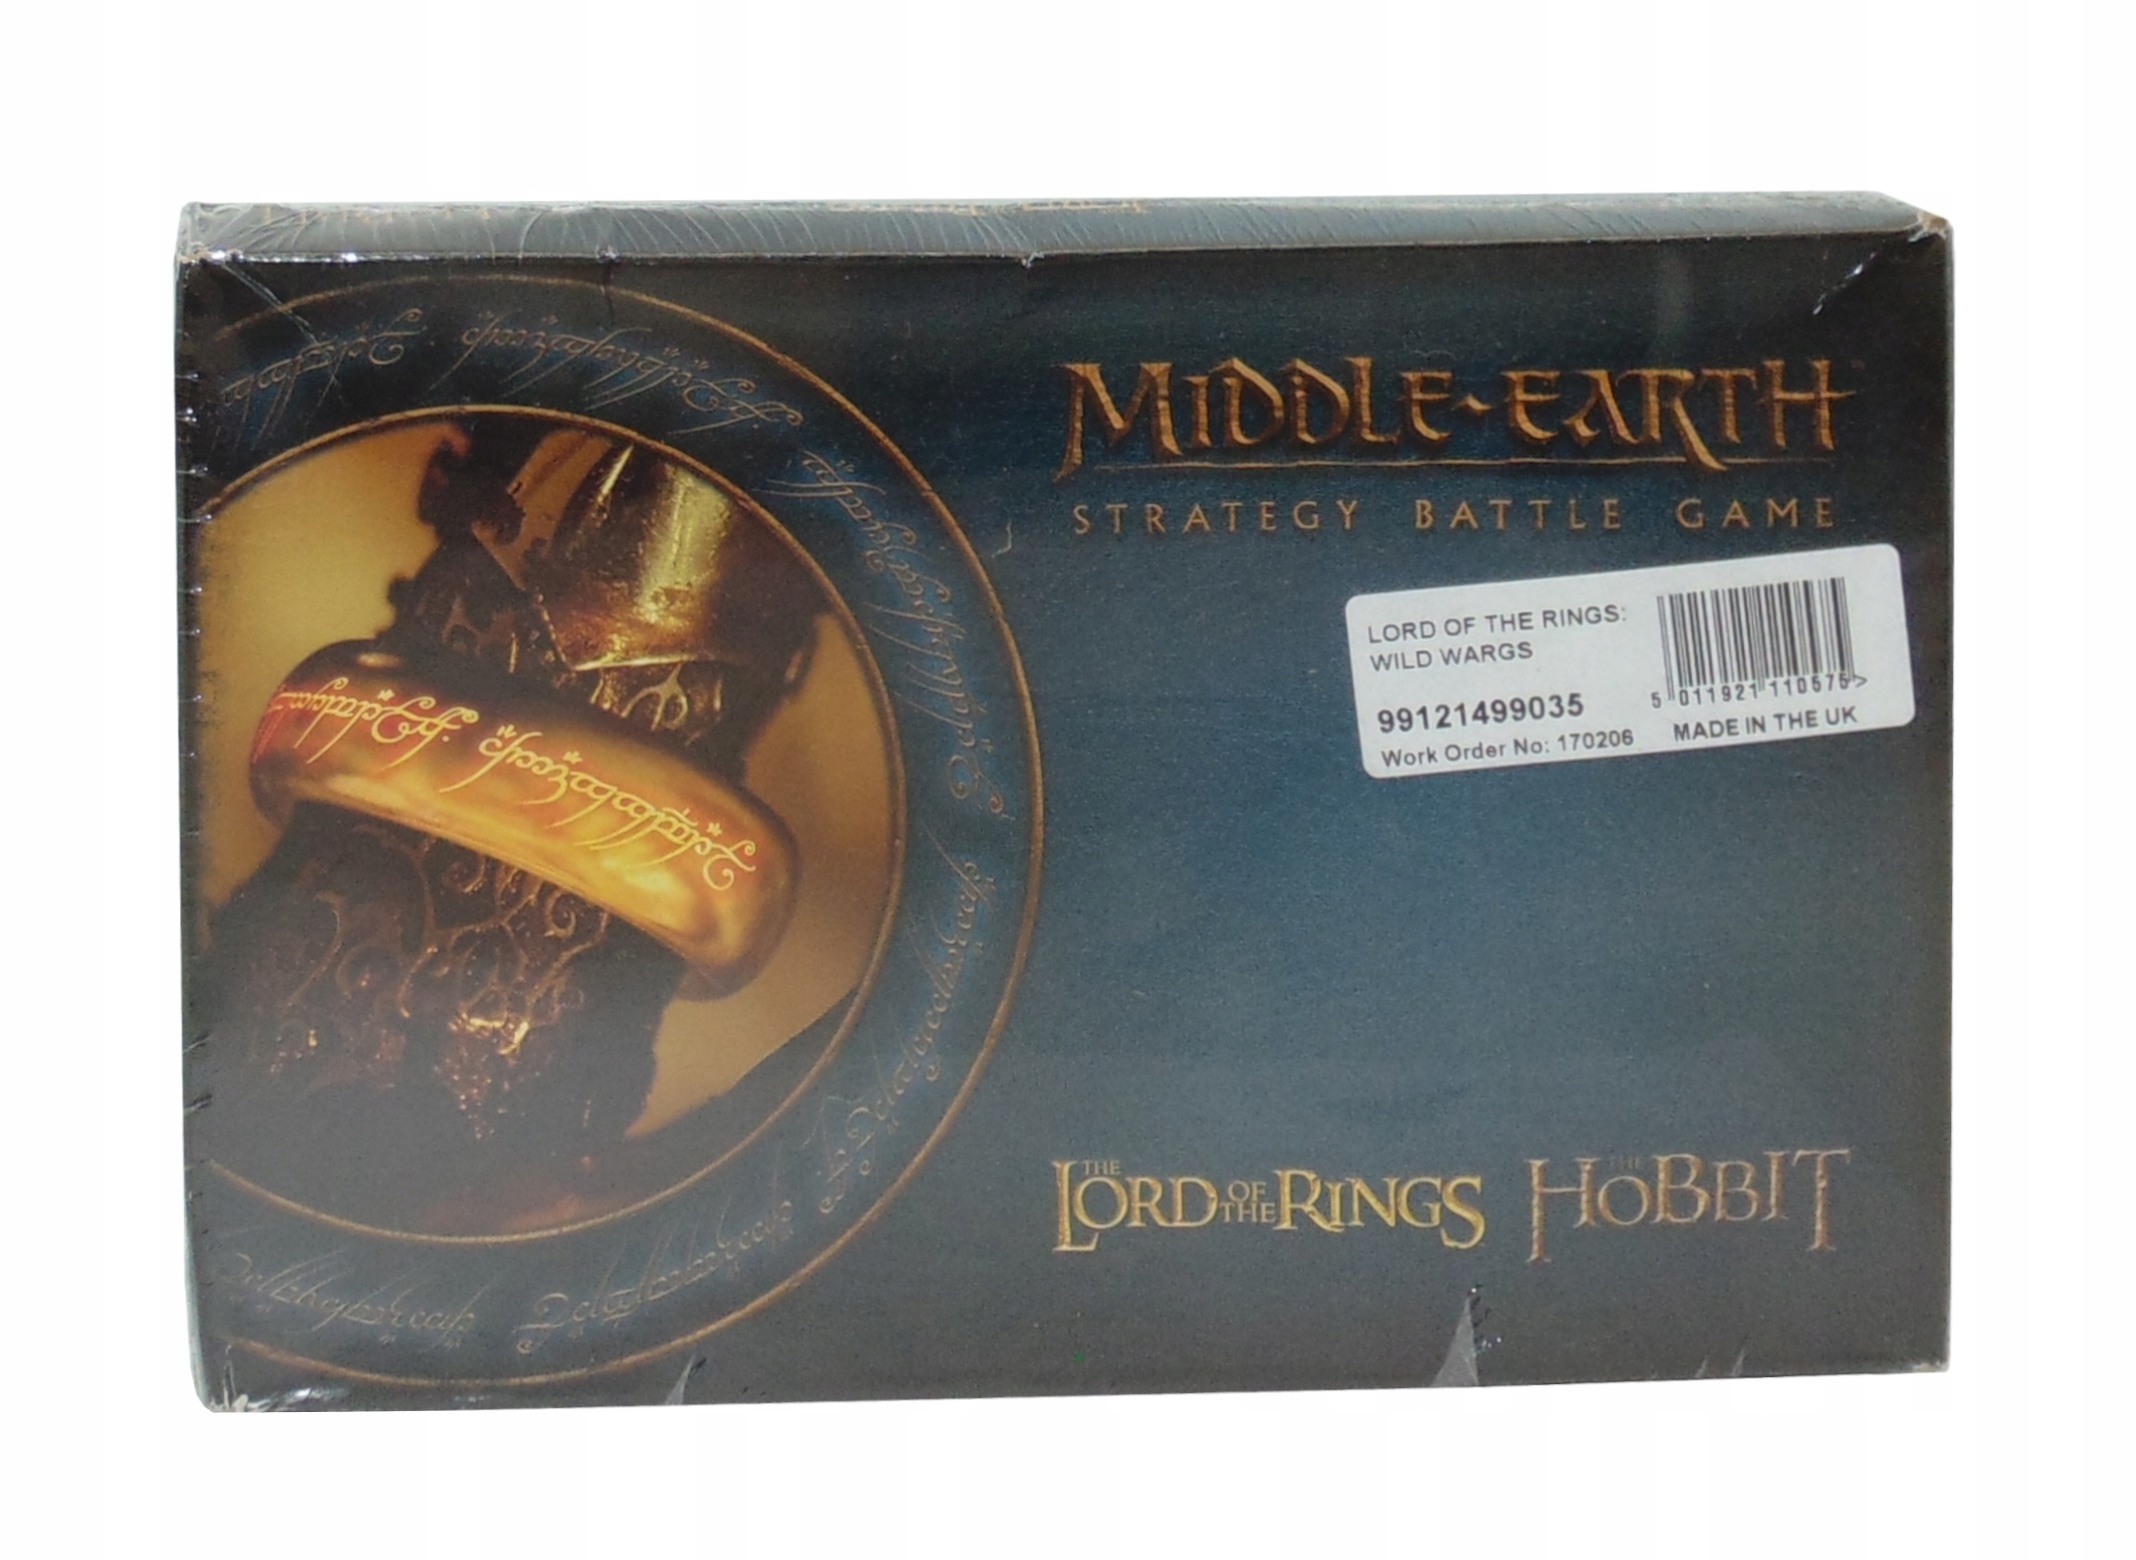 MIDDLE-EARTH
STRATEGY BATTLE GAME
LORD OF THE RINGS:
WILD WARGS
99121499035
Work Order No: 170206
5 011921 110575 >
MADE IN THE UK
THE LORD OF THE RINGS
THE HOBBIT